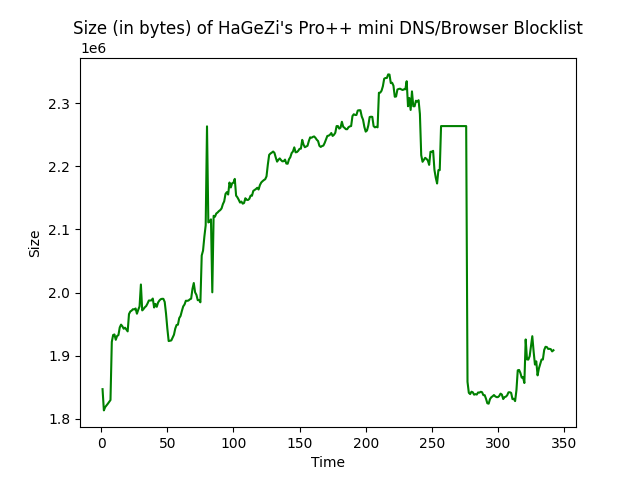 Size (in bytes) of HaGeZi's Pro++ mini DNS/Browser Blocklist
1e6
2.3
2.2
2.1
2.0
1.9
1.8
Size
0 50 100 150 200 250 300 350
Time